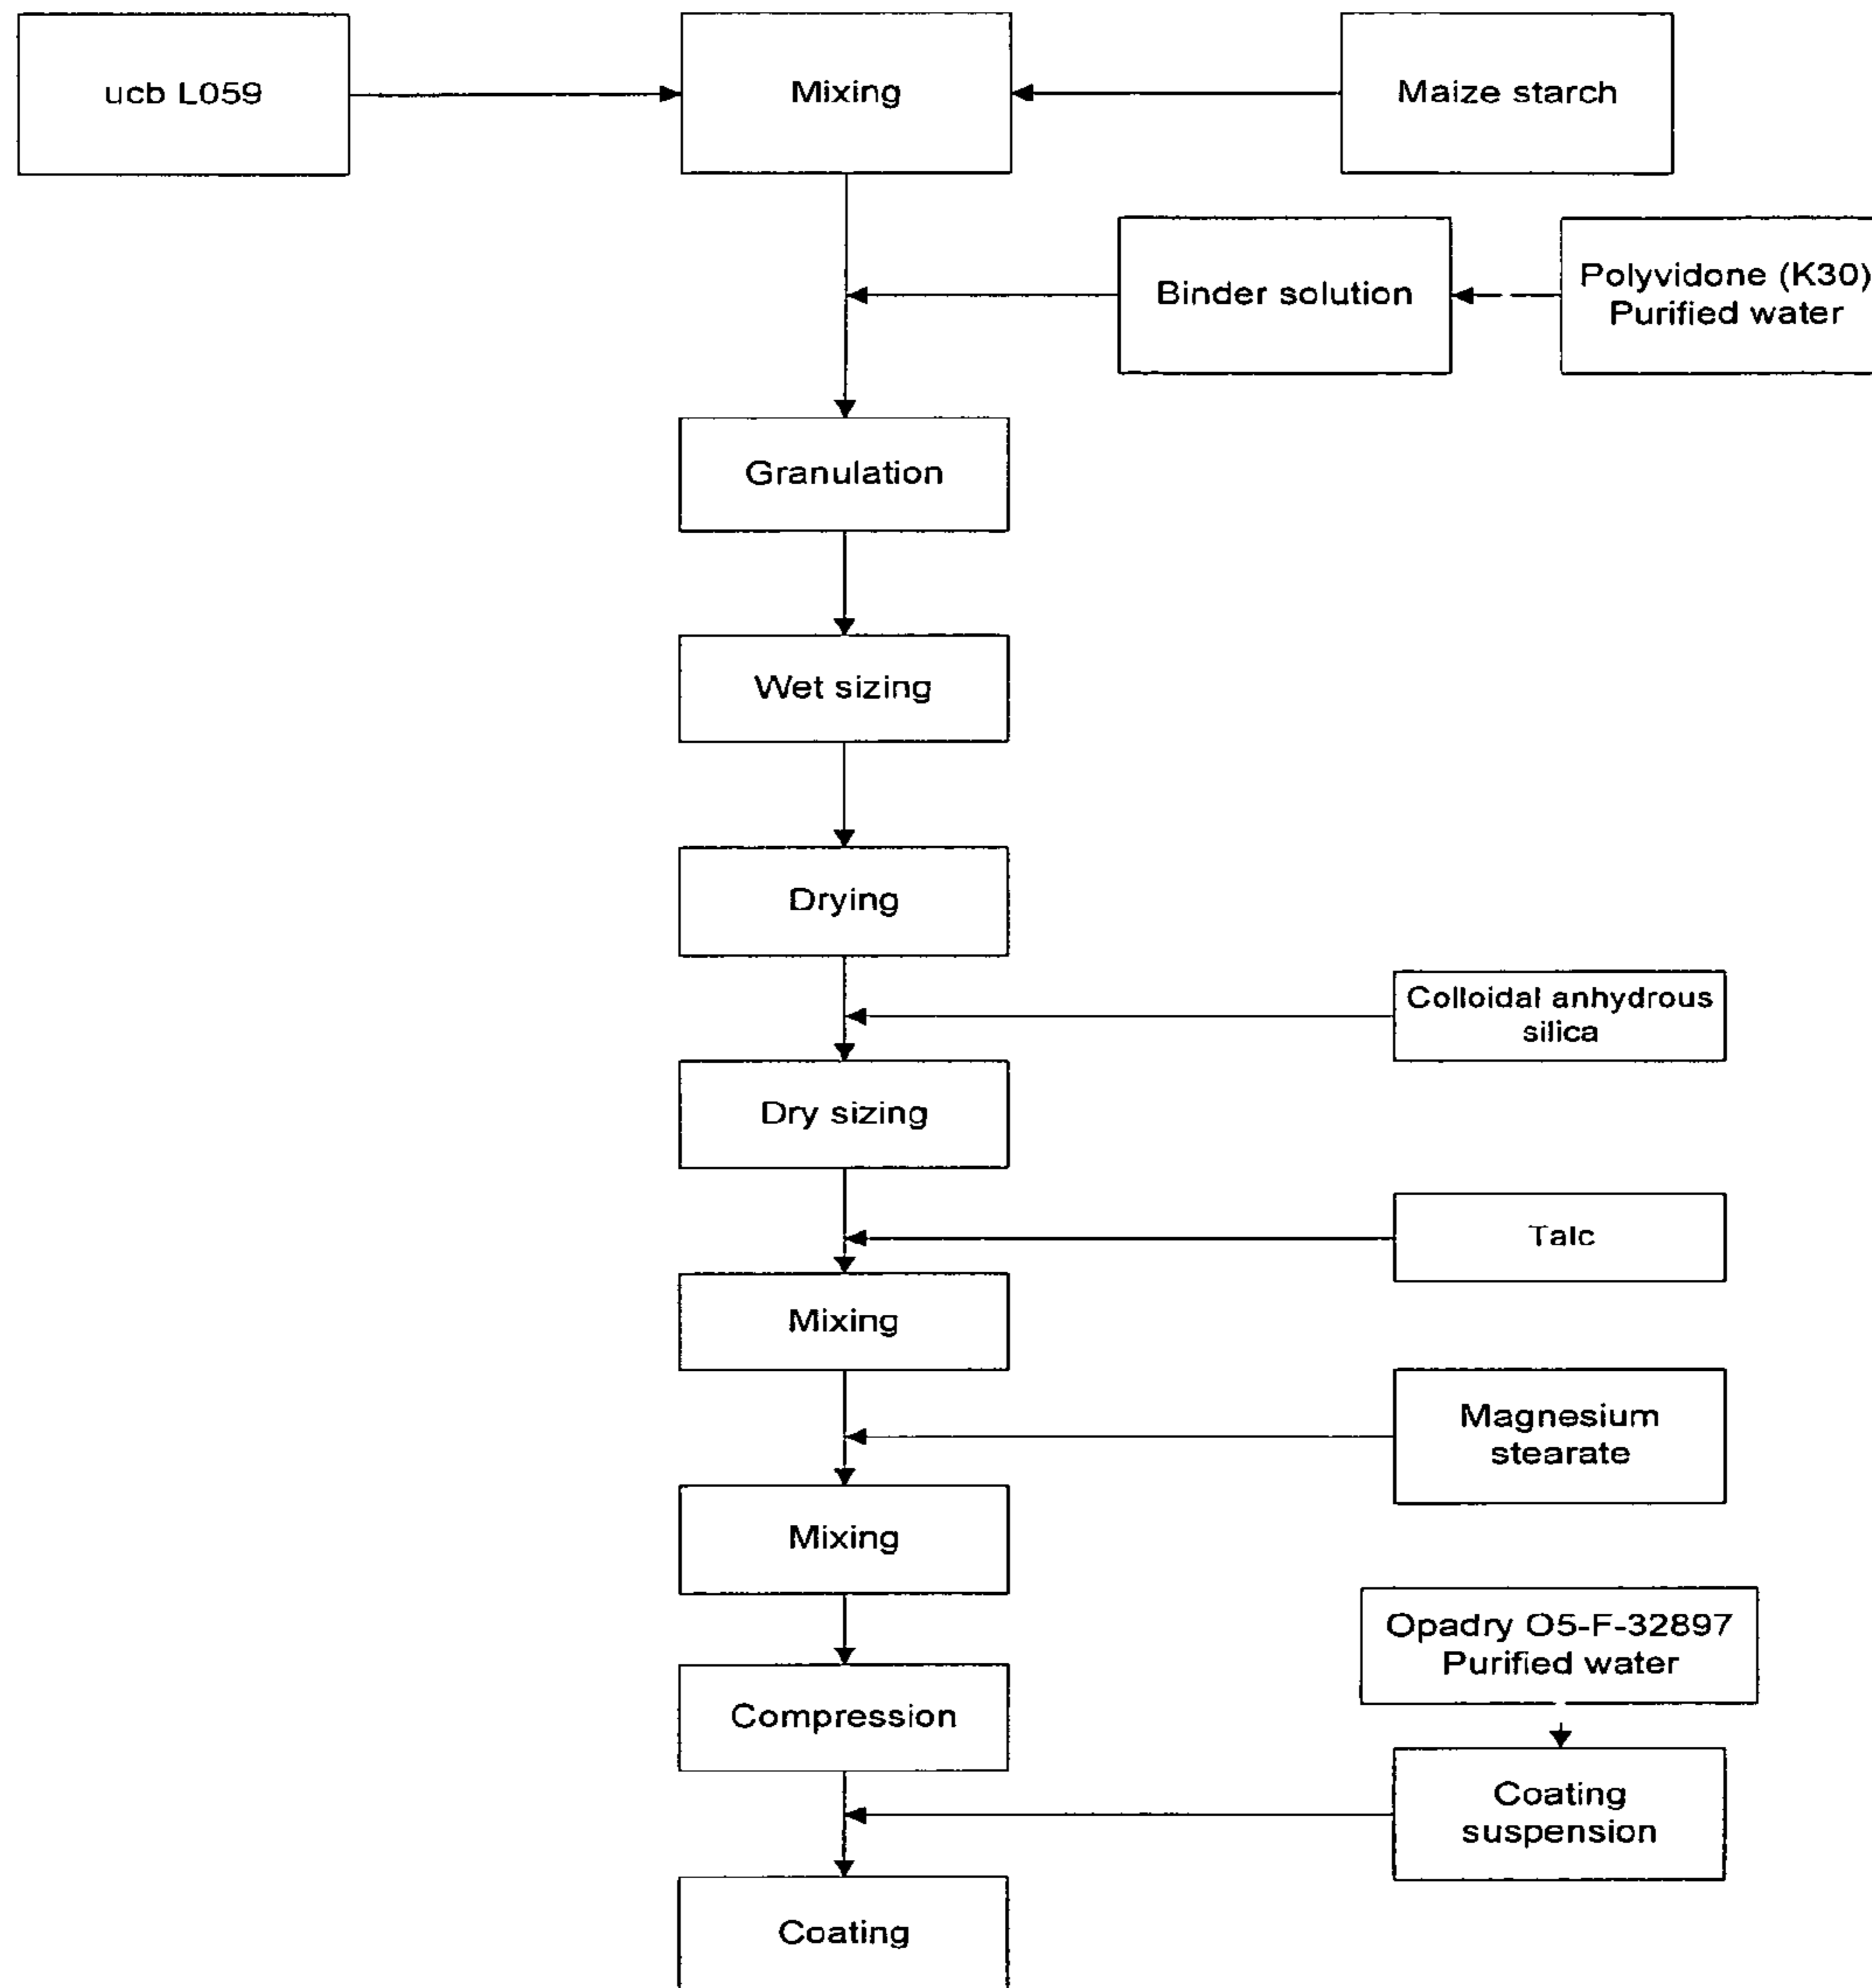 ucb L059
Mixing
Maize starch
Binder solution
Polyvidone (K30)
Purified water
Granulation
Wet sizing
Drying
Colloidal anhydrous
silica
Dry sizing
Talc
Mixing
Magnesium
stearate
Mixing
Opadry O5-F-32897
Purified water
Compression
Coating
suspension
Coating